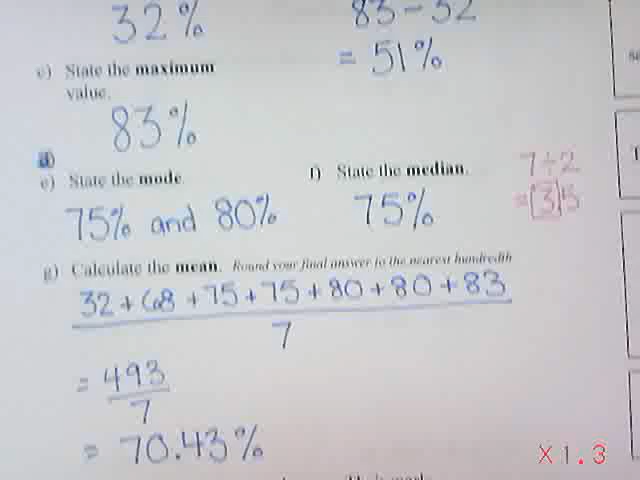 32%
83-32
= 51%
c) State the maximum
value.
83%
e) State the mode.
f) State the median.
7÷2
=3.5
75% and 80%
75%
g) Calculate the mean. Round your final answer to the nearest hundredth
32+68+75+75+80+80+83
7
= 493
7
= 70.43%
X1.3